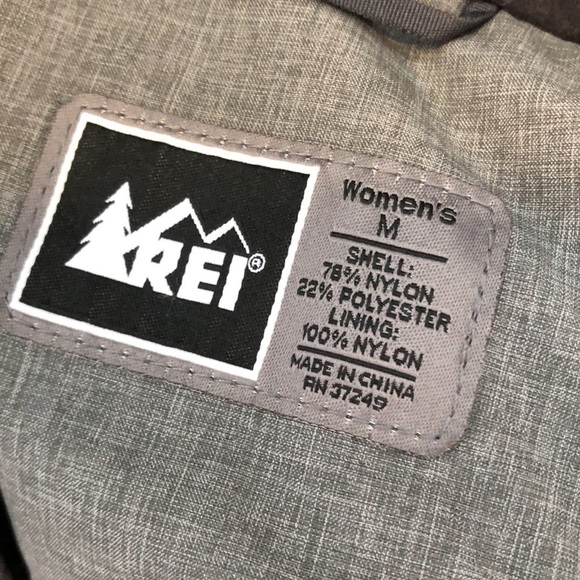 REI®
Women's
M
SHELL:
78% NYLON
22% POLYESTER
LINING:
100% NYLON
MADE IN CHINA
RN 37249